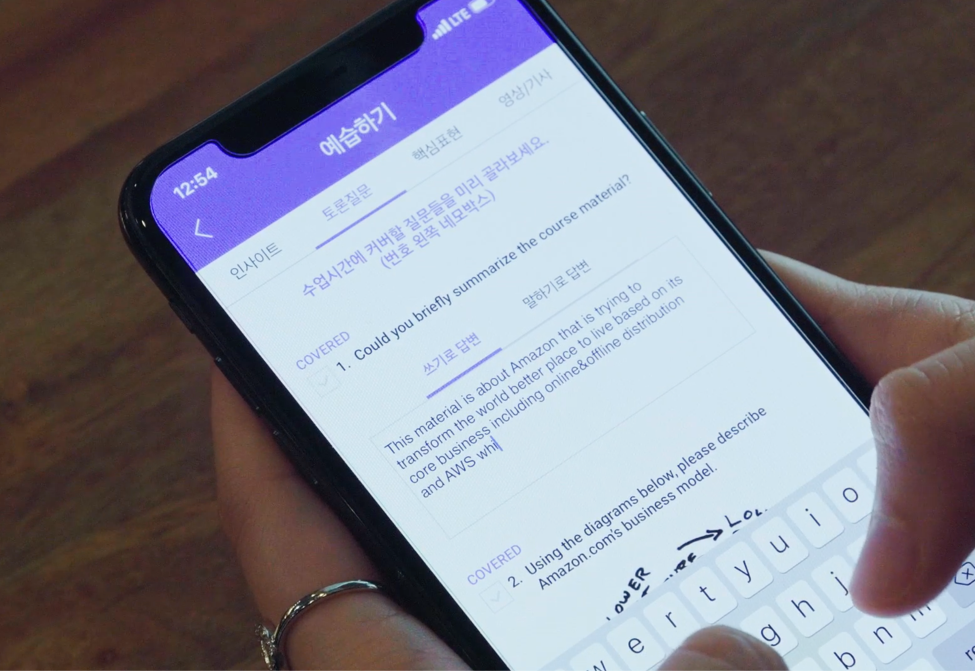 12:54
LTE
예습하기
인사이트
토론질문
핵심표현
영상/기사
수업시간에 커버할 질문들을 미리 골라보세요.
(번호 왼쪽 네모박스)
COVERED
1. Could you briefly summarize the course material?
쓰기로 답변
말하기로 답변
This material is about Amazon that is trying to
transform the world better place to live based on its
core business including online&offline distribution
and AWS whi
COVERED
2. Using the diagrams below, please describe
Amazon.com's business model.
OWER
e r t y u i o
g h j
b n m